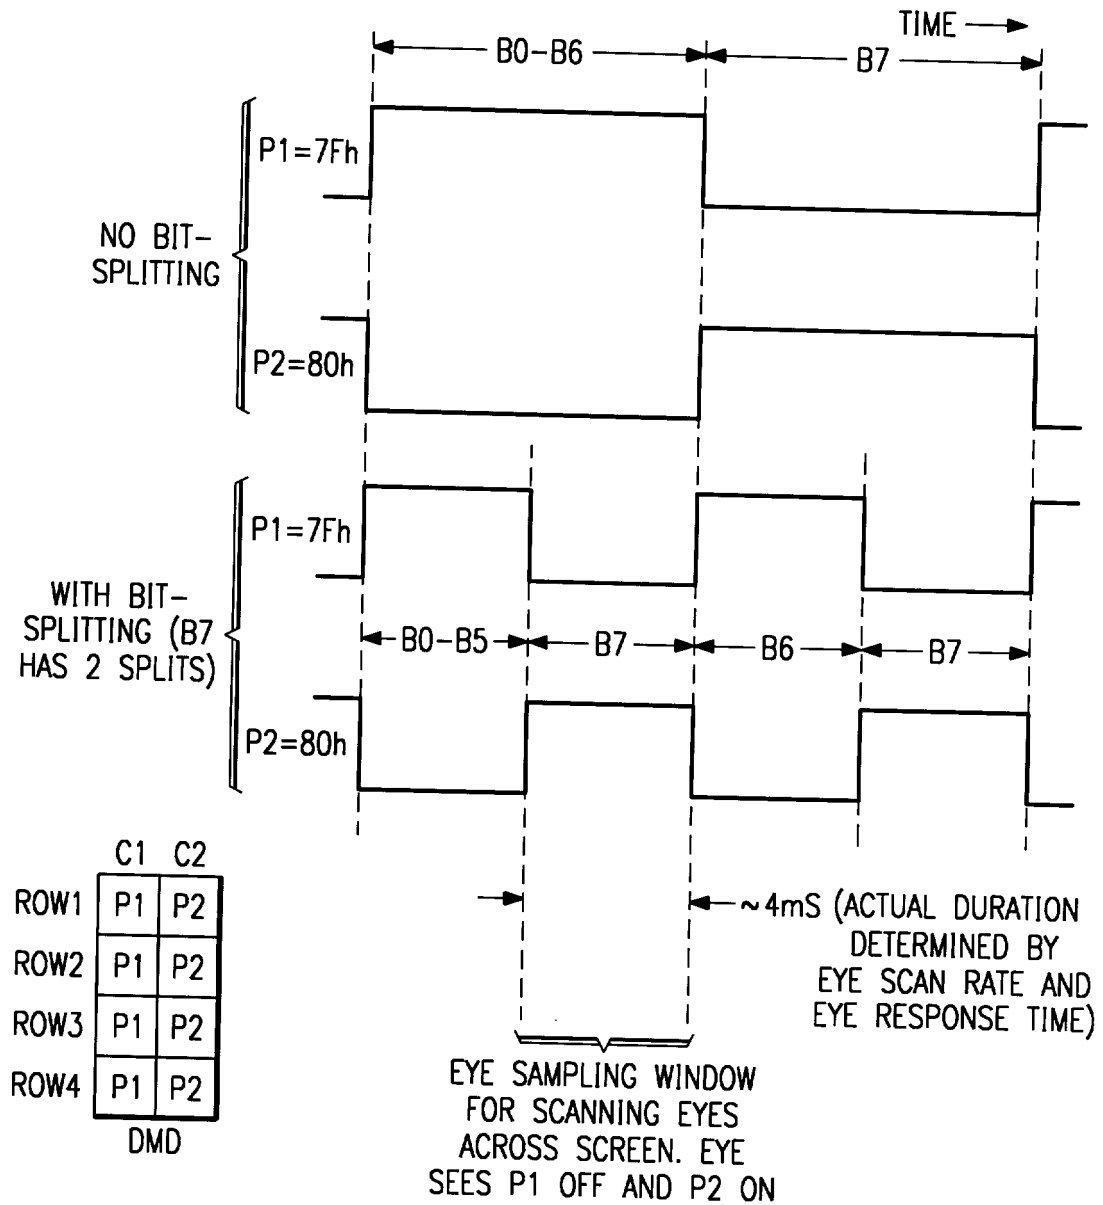 TIME
B0-B6
B7
P1=7Fh
NO BIT-
SPLITTING
P2=80h
P1=7Fh
WITH BIT-
SPLITTING (B7
HAS 2 SPLITS)
B0-B5
B7
B6
B7
P2=80h
C1 C2
ROW1 P1 P2
ROW2 P1 P2
ROW3 P1 P2
ROW4 P1 P2
DMD
~4mS (ACTUAL DURATION
DETERMINED BY
EYE SCAN RATE AND
EYE RESPONSE TIME)
EYE SAMPLING WINDOW
FOR SCANNING EYES
ACROSS SCREEN. EYE
SEES P1 OFF AND P2 ON